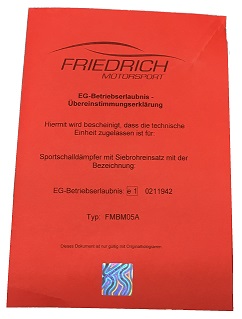 FRIEDRICH
MOTORSPORT
EG-Betriebserlaubnis -
Übereinstimmungserklärung
Hiermit wird bescheinigt, dass die technische
Einheit zugelassen ist für:
Sportschalldämpfer mit Siebrohreinsatz mit der
Bezeichnung:
EG-Betriebserlaubnis: e 1 0211942
Typ: FMBM05A
Dieses Dokument ist nur gültig mit Originalhologramm